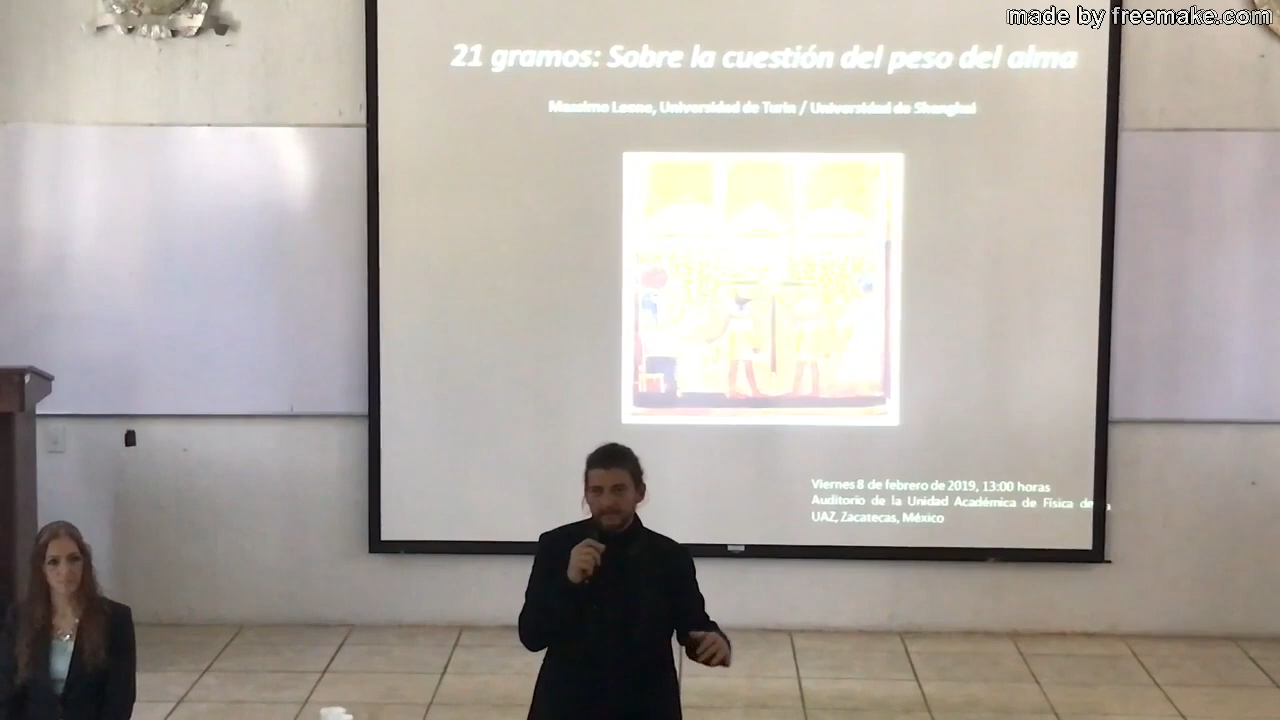 made by freemake.com
21 gramos: Sobre la cuestión del peso del alma
Massimo Leone, Universidad de Turín / Universidad de Shanghai
Viernes 8 de febrero de 2019, 13:00 horas
Auditorio de la Unidad Académica de Física de la
UAZ, Zacatecas, México